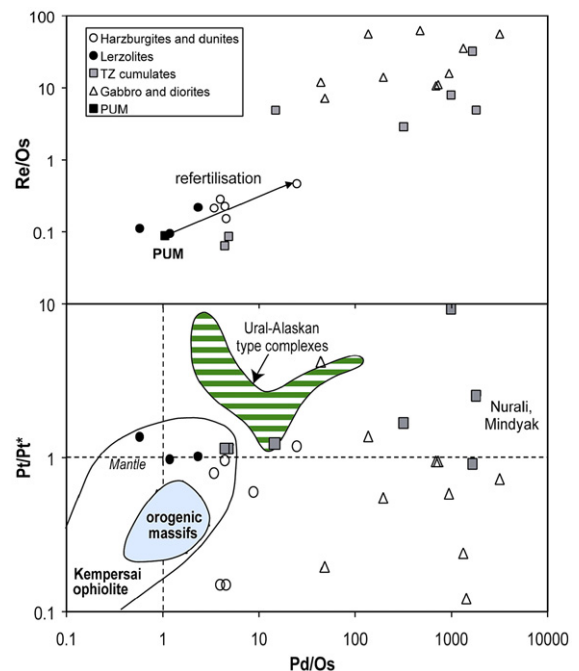 100
Harzburgites and dunites
Lerzolites
TZ cumulates
Gabbro and diorites
PUM
10
Re/Os
1
refertilisation
0.1
PUM
10
Ural-Alaskan
type complexes
Nurali,
Mindyak
Pt/Pt*
1
Mantle
orogenic
massifs
Kempersai
ophiolite
0.1
0.1 1 10 100 1000 10000
Pd/Os